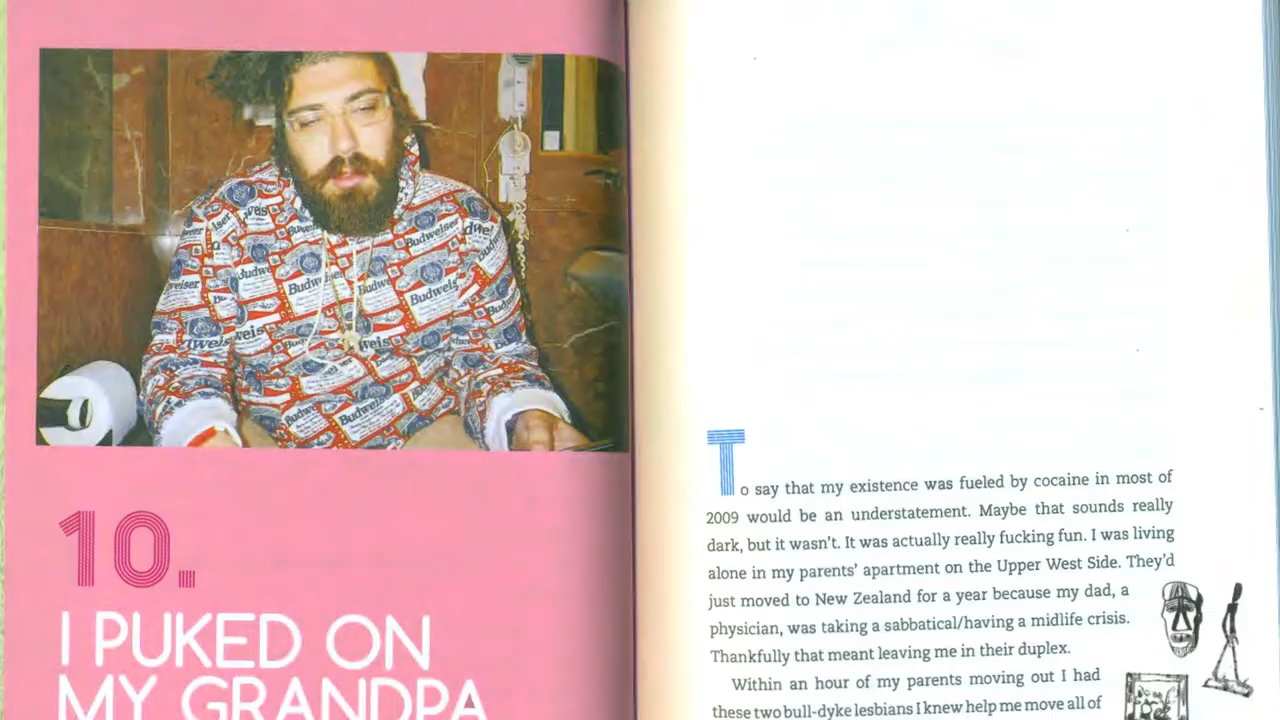 10.
I PUKED ON
MY GRANDPA
To say that my existence was fueled by cocaine in most of
2009 would be an understatement. Maybe that sounds really
dark, but it wasn't. It was actually really fucking fun. I was living
alone in my parents' apartment on the Upper West Side. They'd
just moved to New Zealand for a year because my dad, a
physician, was taking a sabbatical/having a midlife crisis.
Thankfully that meant leaving me in their duplex.
Within an hour of my parents moving out I had
these two bull-dyke lesbians I knew help me move all of
Budweiser
Budweiser
Budweiser